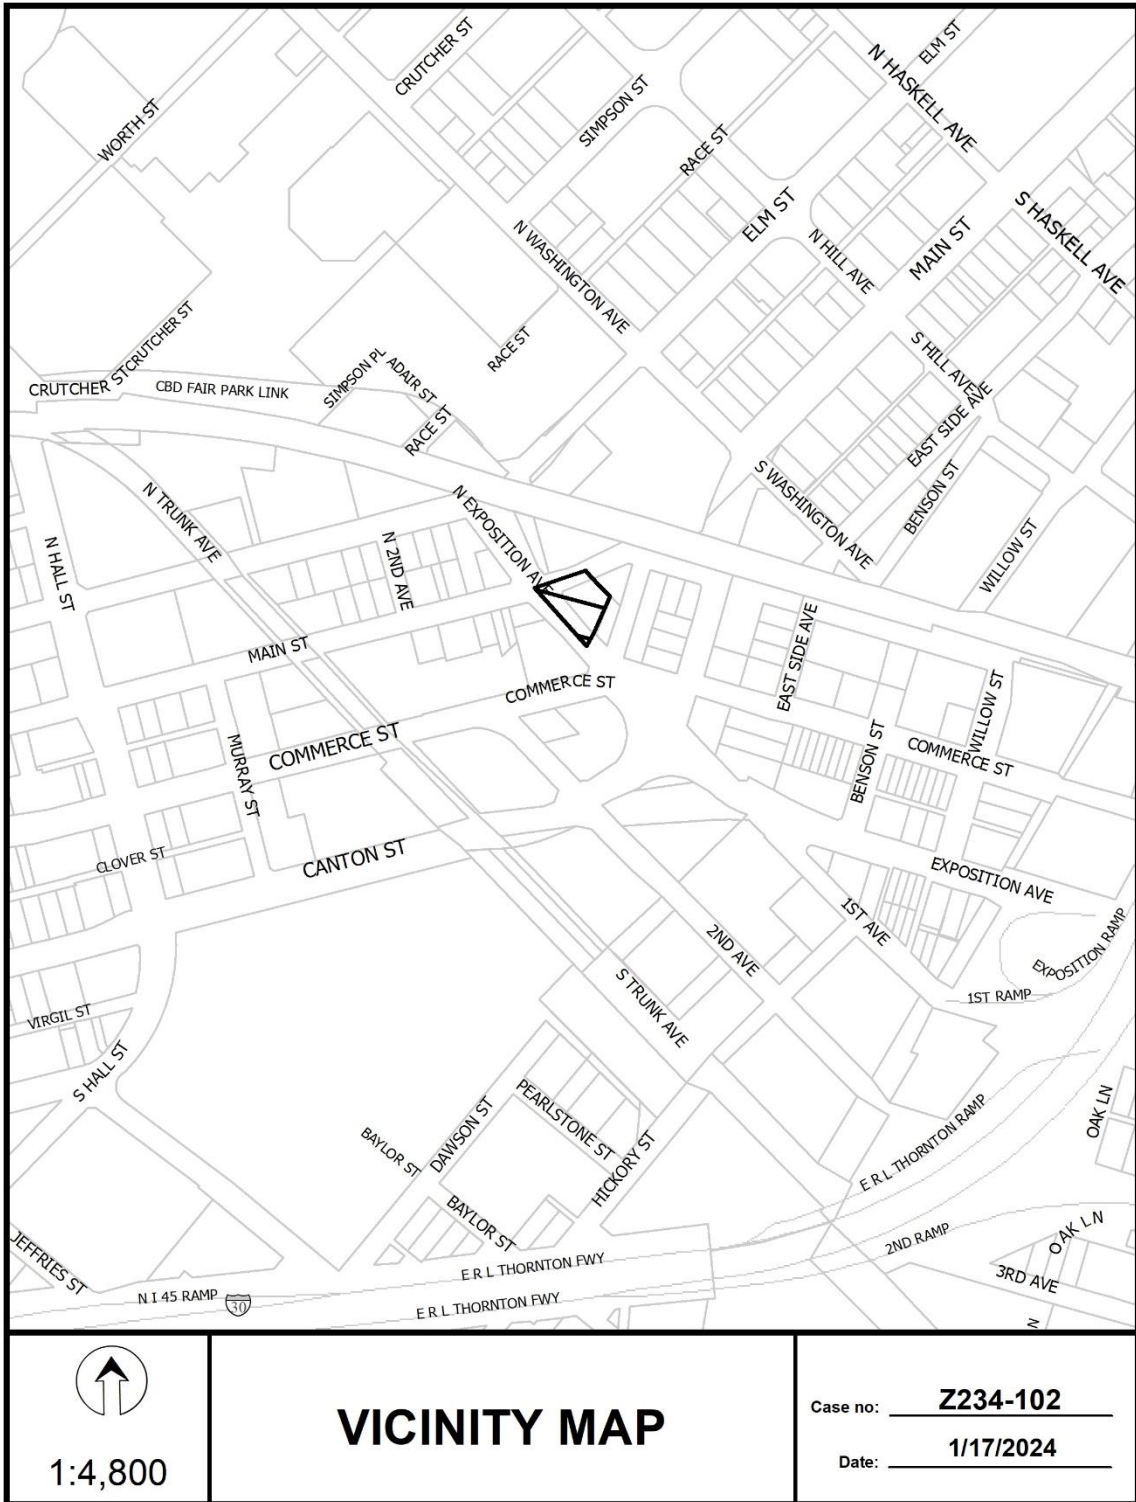 CRUTCHER ST
ELM ST
N HASKELL AVE
WORTH ST
SIMPSON ST
RACE ST
ELM ST
S HASKELL AVE
N HILL AVE
MAIN ST
N WASHINGTON AVE
CRUTCHER ST
CRUTCHER ST
CBD FAIR PARK LINK
SIMPSON PL
ADAIR ST
RACE ST
RACE ST
S HILL AVE
EAST SIDE AVE
S WASHINGTON AVE
BENSON ST
WILLOW ST
N TRUNK AVE
N EXPOSITION AVE
N HALL ST
N 2ND AVE
MAIN ST
COMMERCE ST
EAST SIDE AVE
WILLOW ST
COMMERCE ST
MURRAY ST
BENSON ST
COMMERCE ST
CLOVER ST
CANTON ST
EXPOSITION AVE
1ST AVE
2ND AVE
EXPOSITION RAMP
1ST RAMP
S TRUNK AVE
VIRGIL ST
S HALL ST
PEARLSTONE ST
DAWSON ST
BAYLOR ST
HICKORY ST
OAK LN
E R L THORNTON RAMP
BAYLOR ST
JEFFRIES ST
2ND RAMP
OAK LN
E R L THORNTON FWY
3RD AVE
N I 45 RAMP
30
E R L THORNTON FWY
N
1:4,800
VICINITY MAP
Case no: Z234-102
Date: 1/17/2024